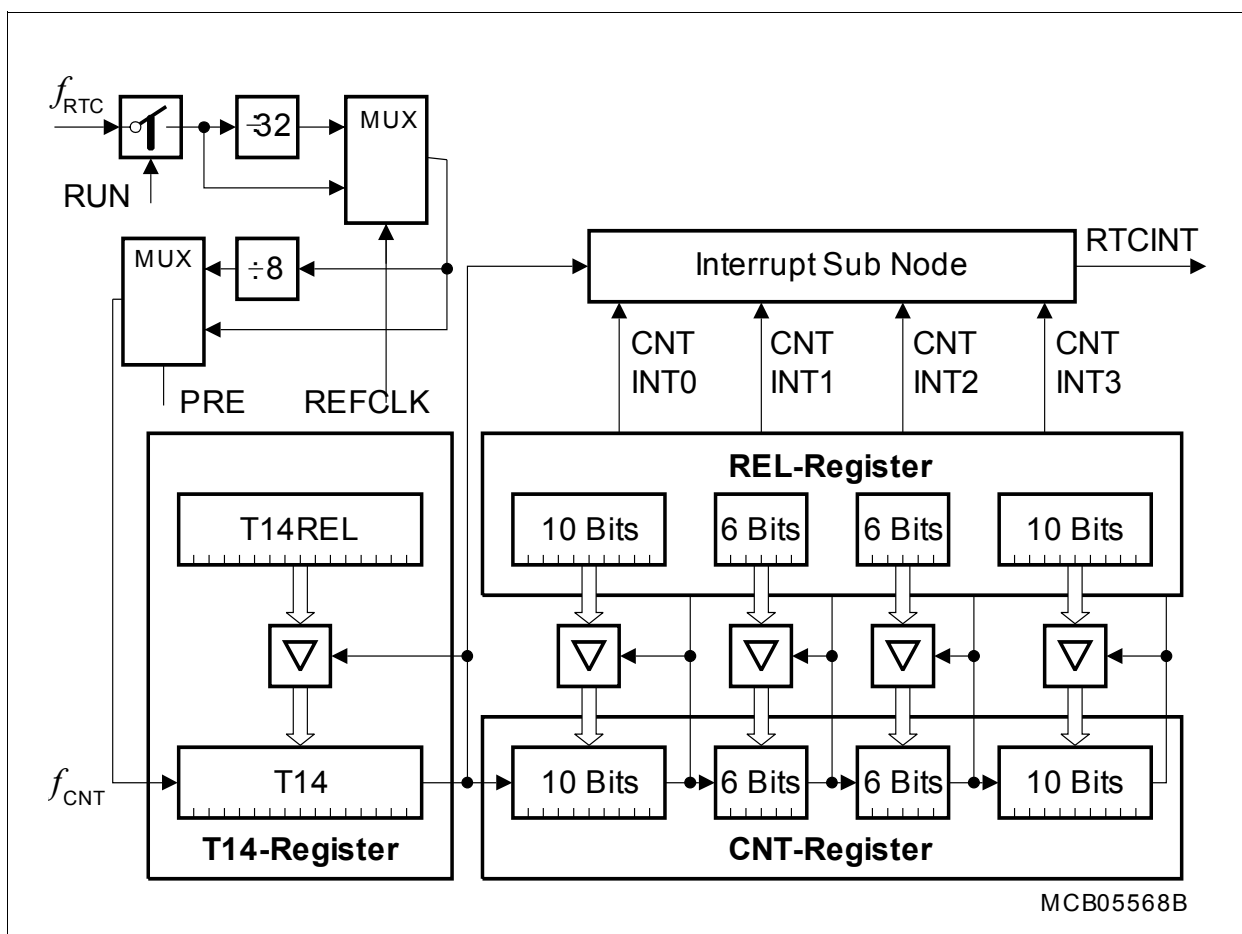 fRTC
÷32
MUX
RUN
MUX
÷8
Interrupt Sub Node
RTCINT
CNT INT0
CNT INT1
CNT INT2
CNT INT3
PRE
REFCLK
REL-Register
T14REL
10 Bits
6 Bits
6 Bits
10 Bits
fCNT
T14
10 Bits
6 Bits
6 Bits
10 Bits
T14-Register
CNT-Register
MCB05568B